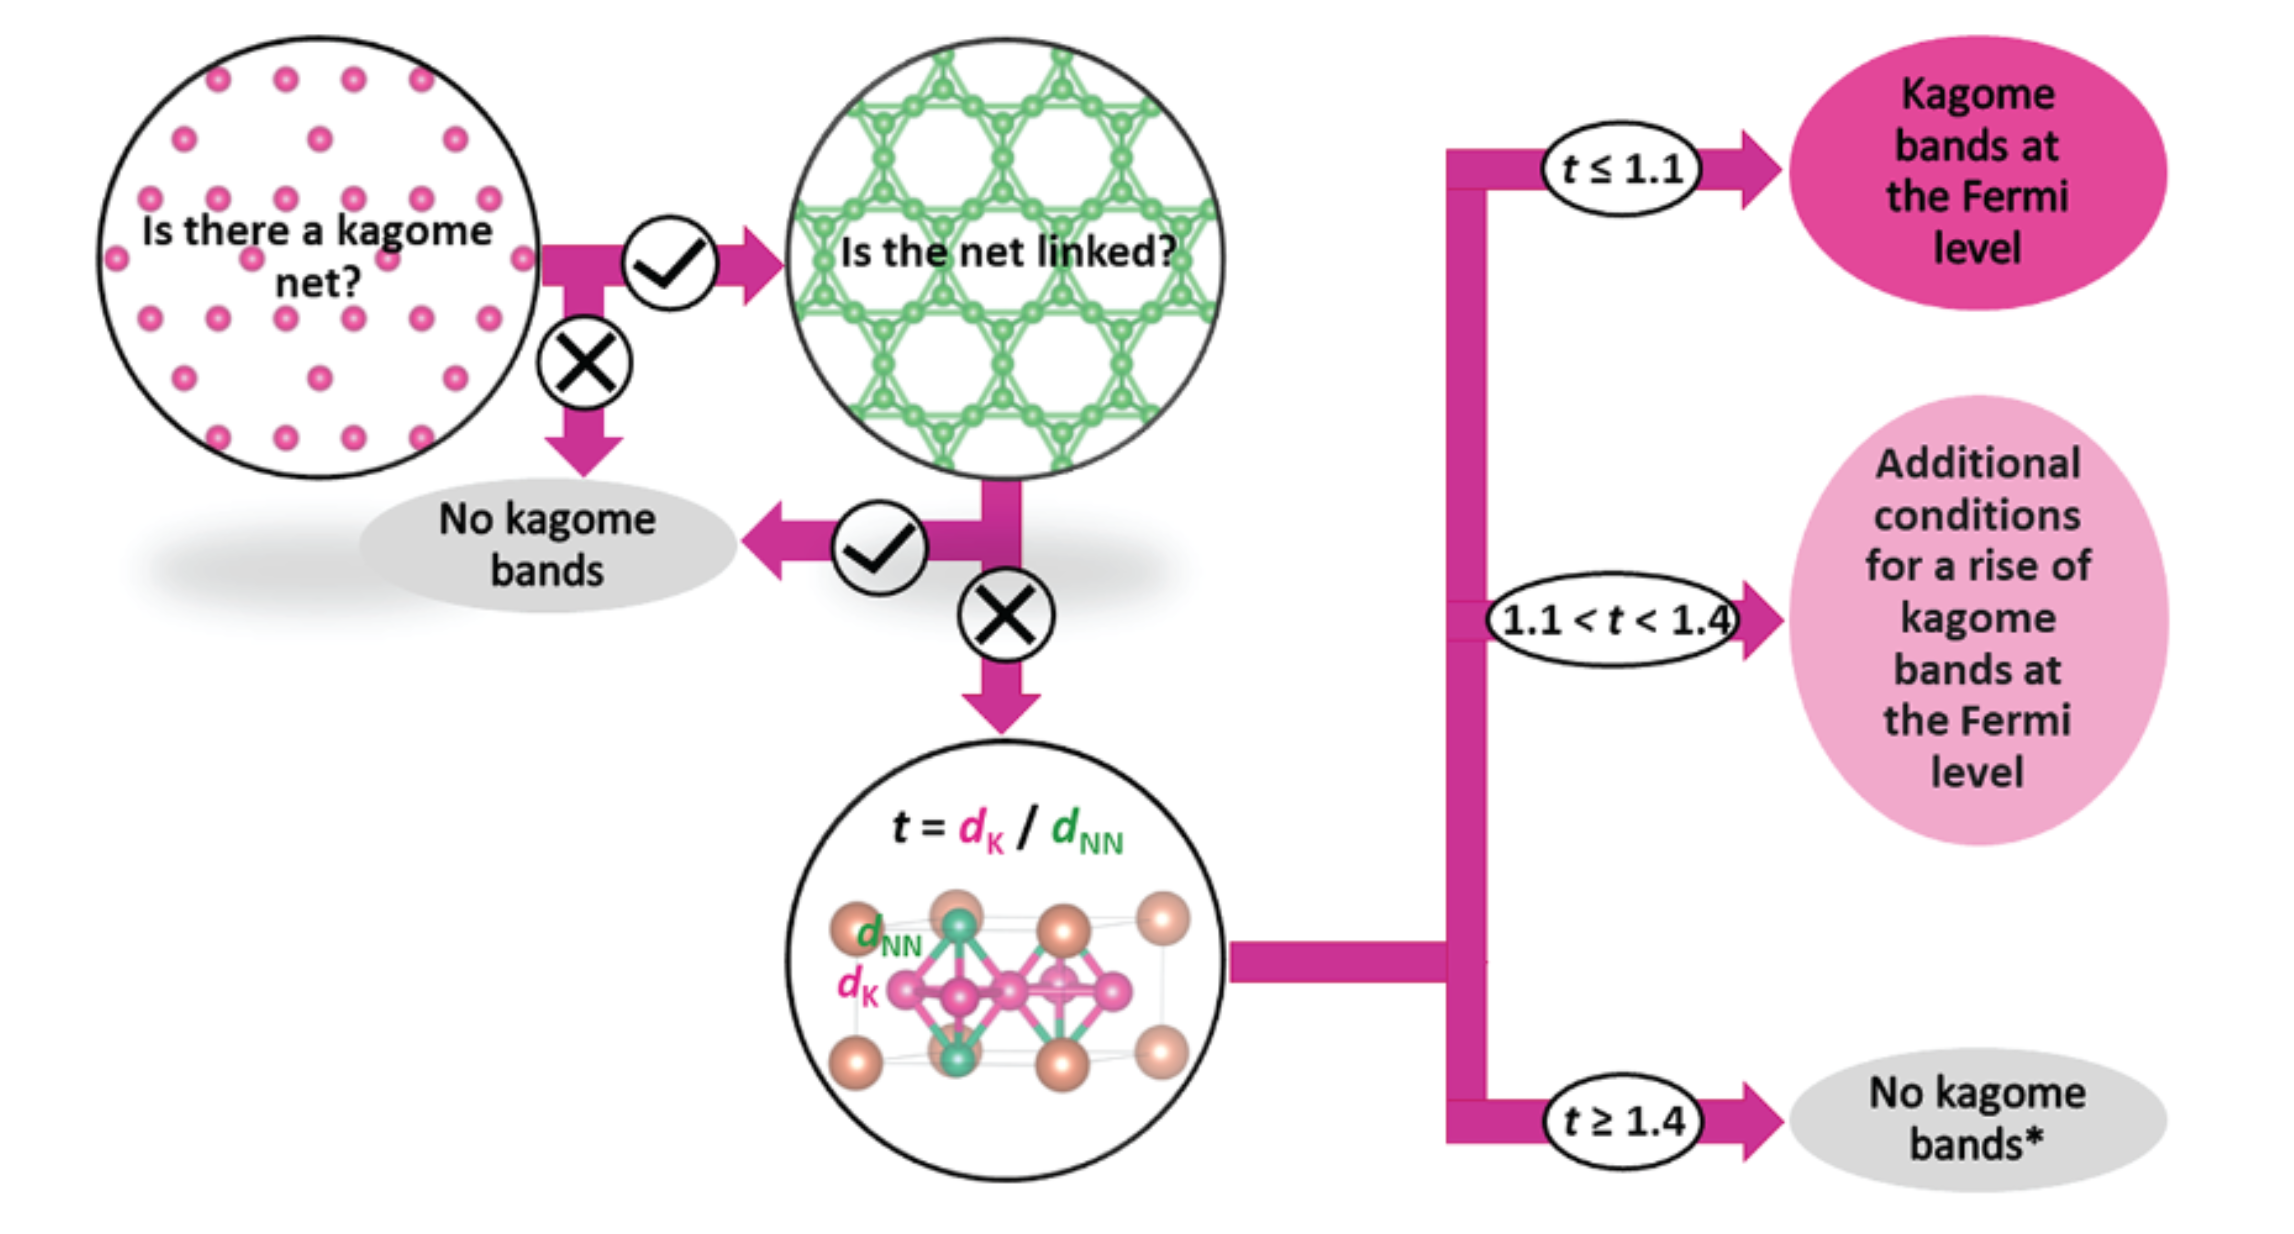 Is there a kagome
net?
Is the net linked?
No kagome
bands
t = dK / dNN
dNN
dK
t ≤ 1.1
Kagome
bands at
the Fermi
level
1.1 < t < 1.4
Additional
conditions
for a rise of
kagome
bands at
the Fermi
level
t ≥ 1.4
No kagome
bands*